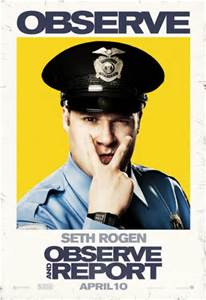 OBSERVE
SETH ROGEN
OBSERVE
AND REPORT
APRIL 10